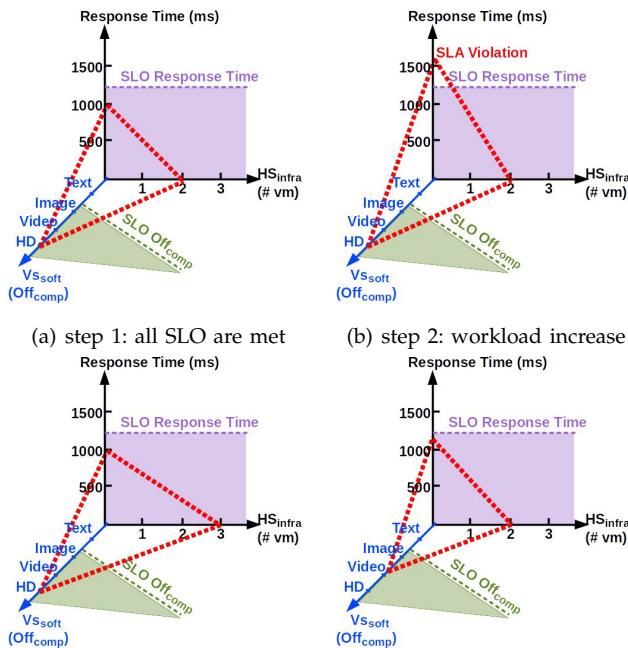 Response Time (ms)
1500
SLO Response Time
1000
500
Text
Image
Video
HD
1 2 3
HSinfra
(# vm)
SLO Offcomp
Vssoft
(Offcomp)
(a) step 1: all SLO are met
Response Time (ms)
SLA Violation
1500
SLO Response Time
1000
500
Text
Image
Video
HD
1 2 3
HSinfra
(# vm)
SLO Offcomp
Vssoft
(Offcomp)
(b) step 2: workload increase
Response Time (ms)
1500
SLO Response Time
1000
500
Text
Image
Video
HD
1 2 3
HSinfra
(# vm)
SLO Offcomp
Vssoft
(Offcomp)
Response Time (ms)
1500
SLO Response Time
1000
500
Text
Image
Video
HD
1 2 3
HSinfra
(# vm)
SLO Offcomp
Vssoft
(Offcomp)